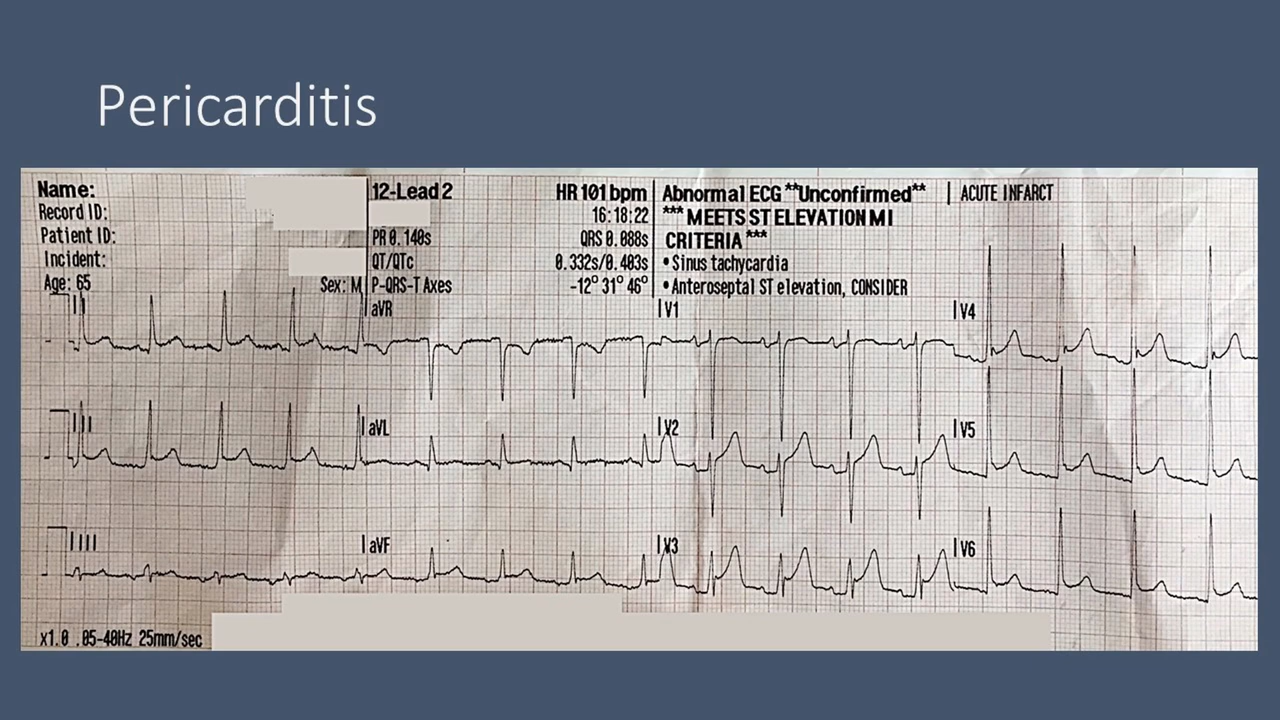 Pericarditis
Name:
Record ID:
Patient ID:
Incident:
Age: 65
Sex: M
12-Lead 2
HR 101 bpm
16:18:22
PR 0.140s
QRS 0.088s
QT/QTc
0.332s/0.403s
P-QRS-T Axes
-12° 31° 46°
Abnormal ECG **Unconfirmed**
*** MEETS ST ELEVATION MI
CRITERIA ***
• Sinus tachycardia
• Anteroseptal ST elevation, CONSIDER
ACUTE INFARCT
I
aVR
V1
V4
II
aVL
V2
V5
III
aVF
V3
V6
x1.0 .05-40Hz 25mm/sec